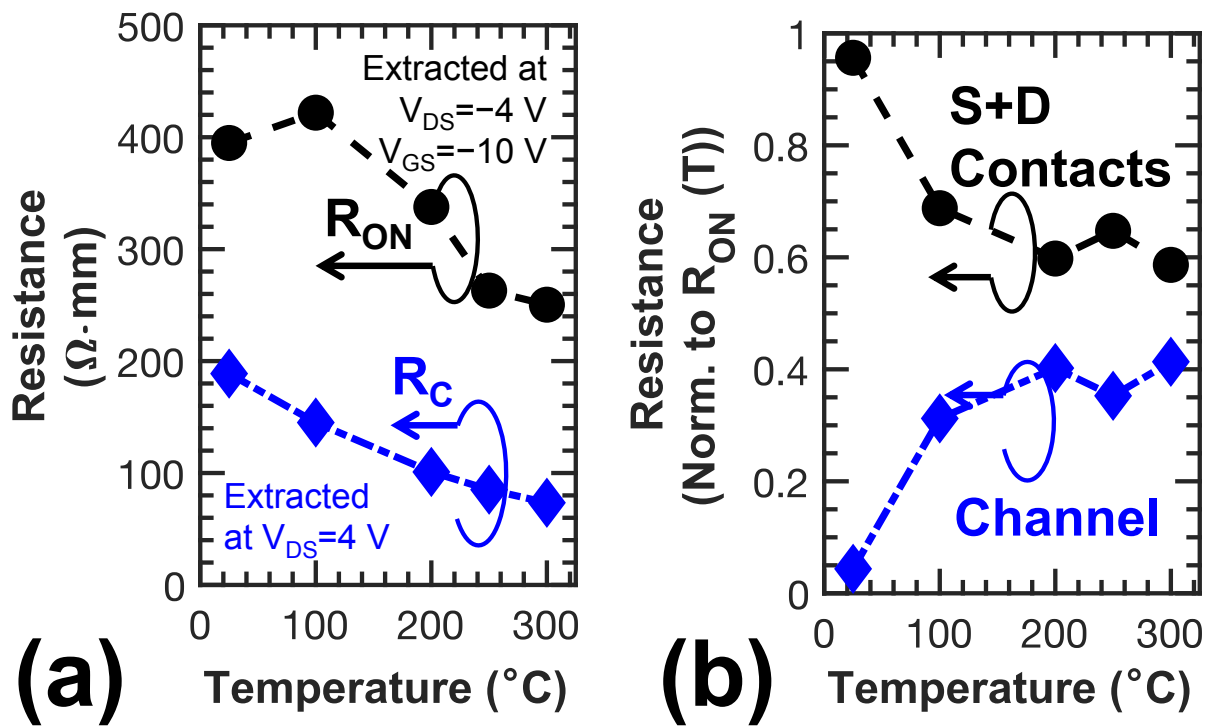 500
400
300
200
100
0
0
100
200
300
Resistance
(Ω·mm)
Temperature (°C)
Extracted at
V_DS=−4 V
V_GS=−10 V
R_ON
R_C
Extracted
at V_DS=4 V
(a)
1
0.8
0.6
0.4
0.2
0
0
100
200
300
Resistance
(Norm. to R_ON (T))
Temperature (°C)
S+D
Contacts
Channel
(b)